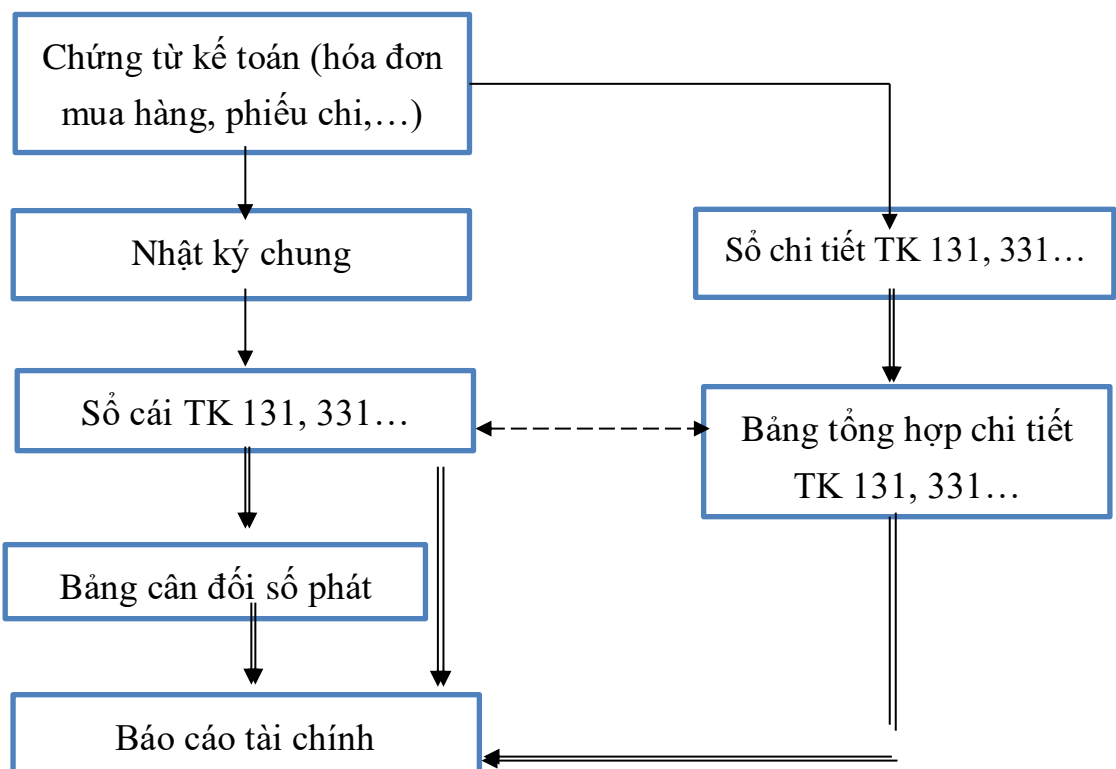 Chứng từ kế toán (hóa đơn
mua hàng, phiếu chi,…)
Nhật ký chung
Sổ chi tiết TK 131, 331…
Sổ cái TK 131, 331…
Bảng tổng hợp chi tiết
TK 131, 331…
Bảng cân đối số phát
Báo cáo tài chính